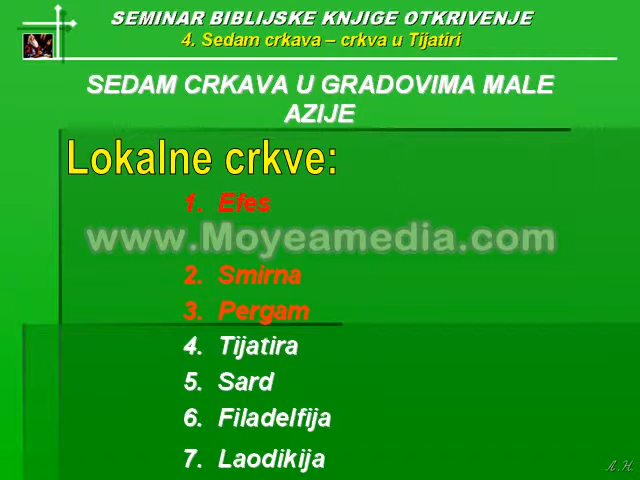 SEMINAR BIBLIJSKE KNJIGE OTKRIVENJE
4. Sedam crkava – crkva u Tijatiri
SEDAM CRKAVA U GRADOVIMA MALE
AZIJE
Lokalne crkve:
1. Efes
www.Moyeamedia.com
2. Smirna
3. Pergam
4. Tijatira
5. Sard
6. Filadelfija
7. Laodikija
Л.Н.